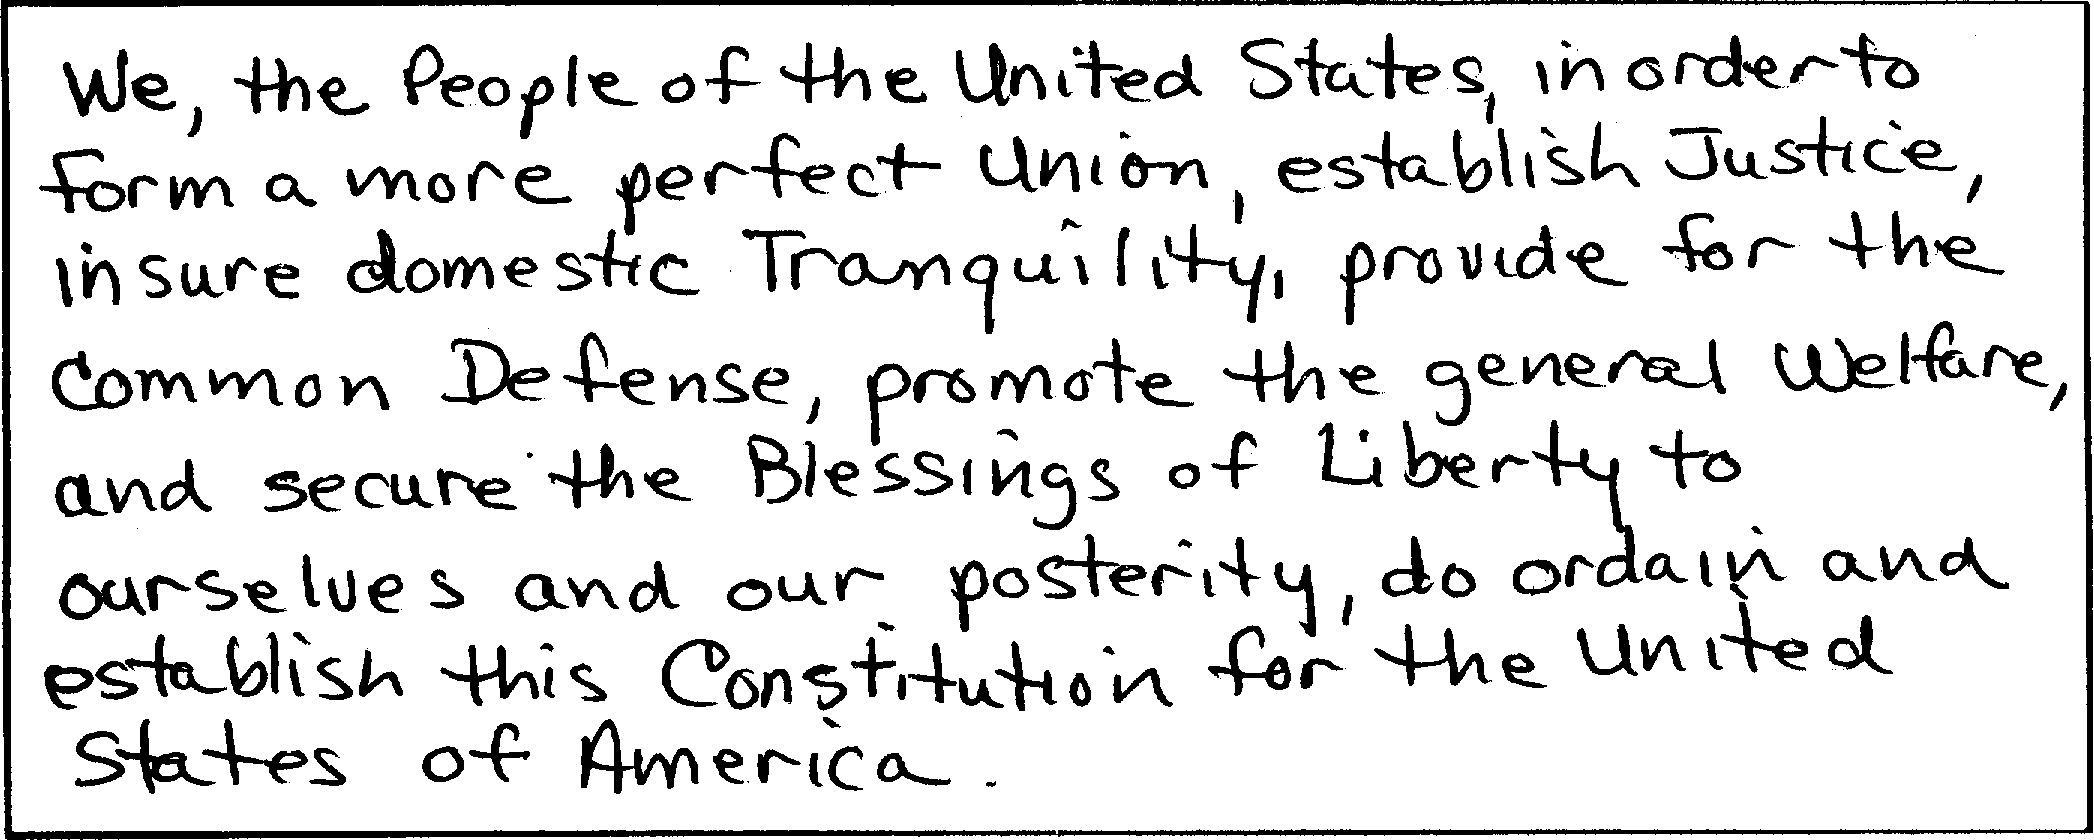 We, the People of the United States, in order to
form a more perfect Union, establish Justice,
insure domestic Tranquility, provide for the
Common Defense, promote the general Welfare,
and secure the Blessings of Liberty to
ourselves and our posterity, do ordain and
establish this Constitution for the United
States of America.